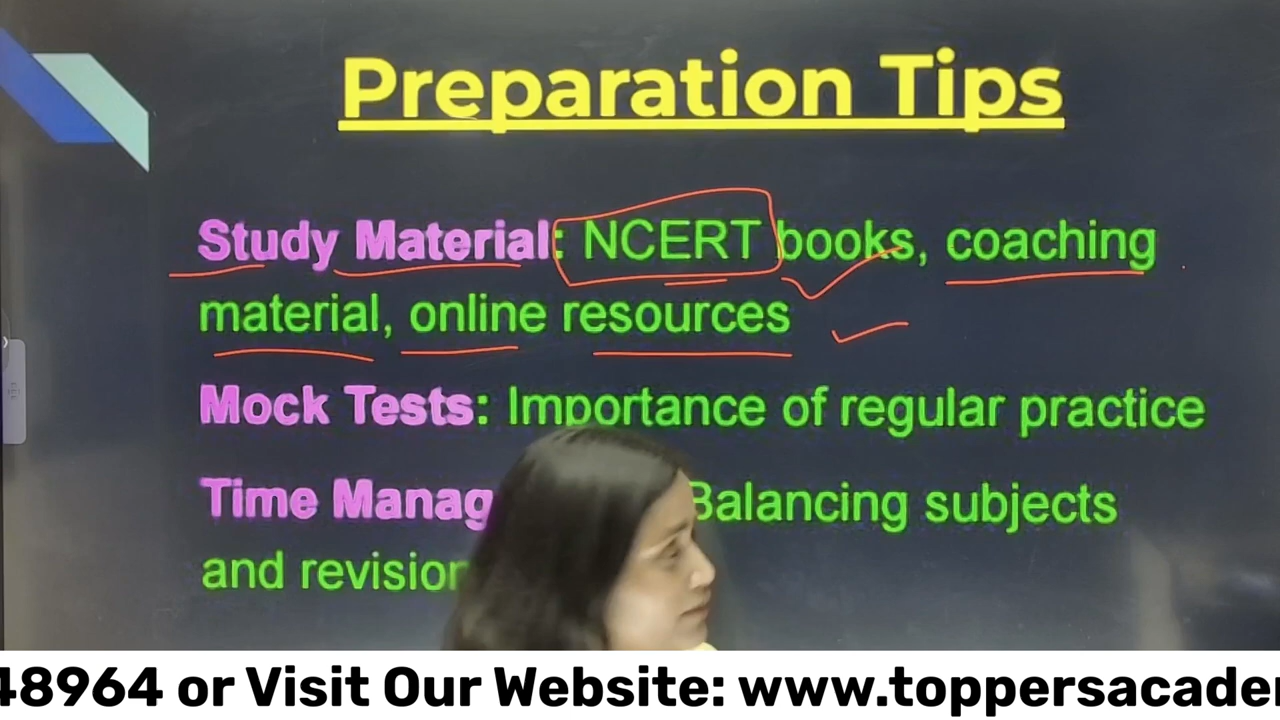 Preparation Tips
Study Material: NCERT books, coaching
material, online resources
Mock Tests: Importance of regular practice
Time Manag Balancing subjects
and revision
48964 or Visit Our Website: www.toppersacade